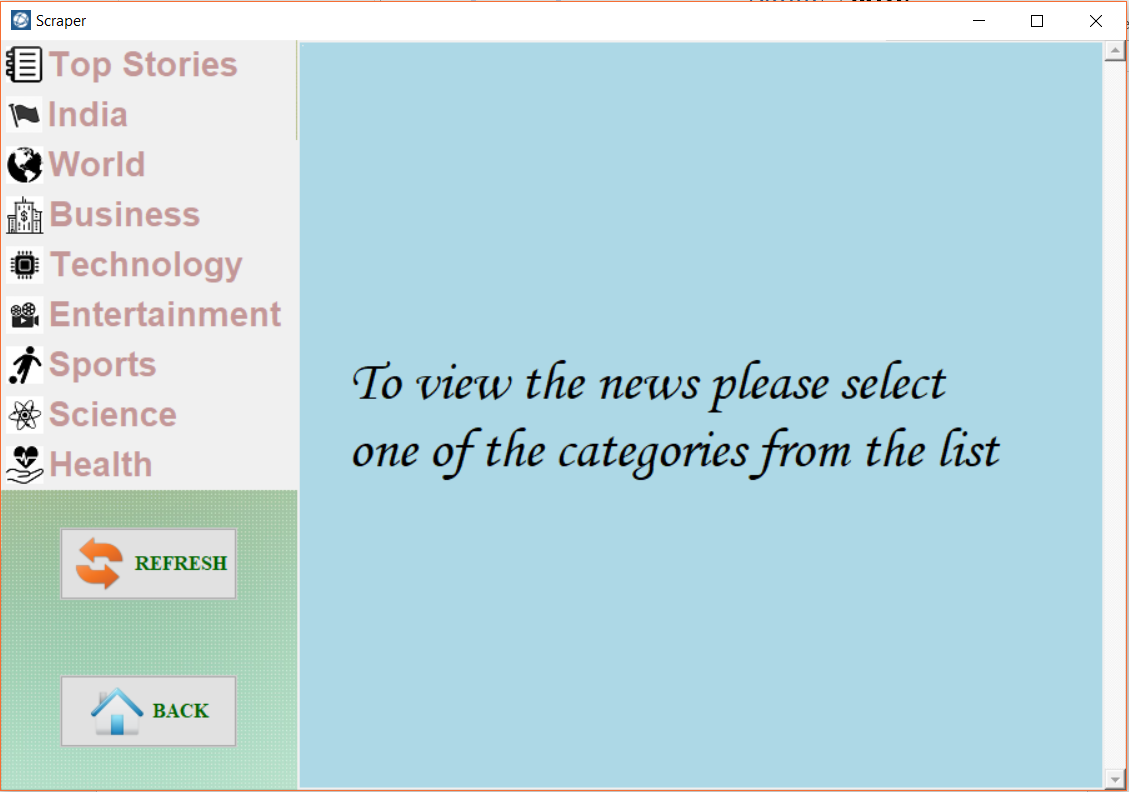 Scraper
Top Stories
India
World
Business
Technology
Entertainment
Sports
Science
Health
REFRESH
BACK
To view the news please select
one of the categories from the list